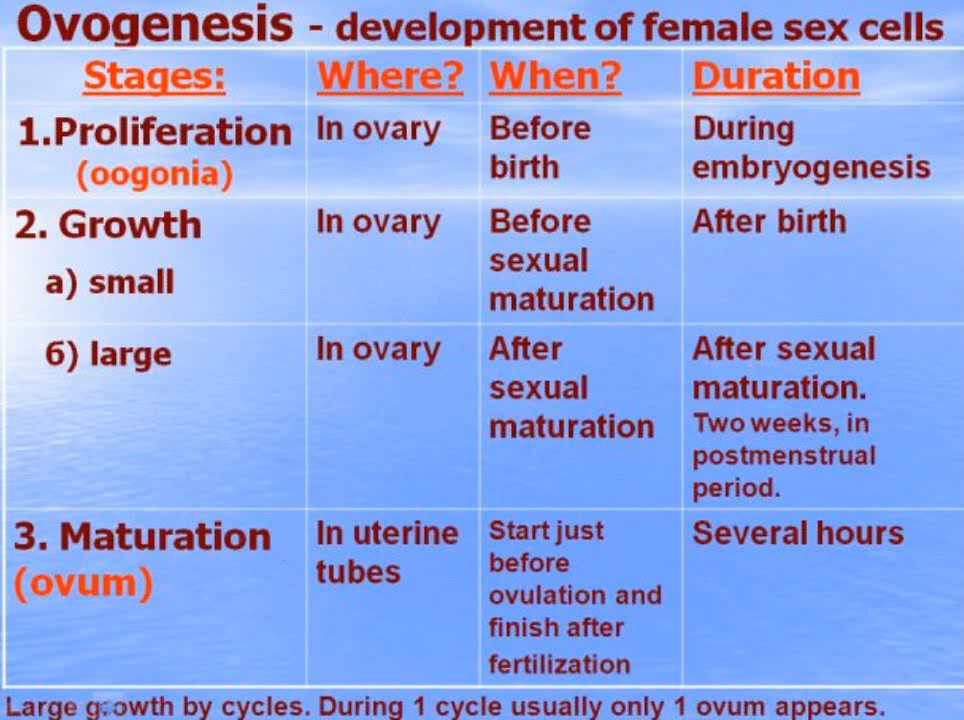 Ovogenesis - development of female sex cells
Stages: Where? When? Duration
1.Proliferation In ovary Before During
(oogonia) birth embryogenesis
2. Growth In ovary Before After birth
a) small sexual
maturation
б) large In ovary After After sexual
sexual maturation.
maturation Two weeks, in
postmenstrual
period.
3. Maturation In uterine Start just Several hours
(ovum) tubes before
ovulation and
finish after
fertilization
Large growth by cycles. During 1 cycle usually only 1 ovum appears.